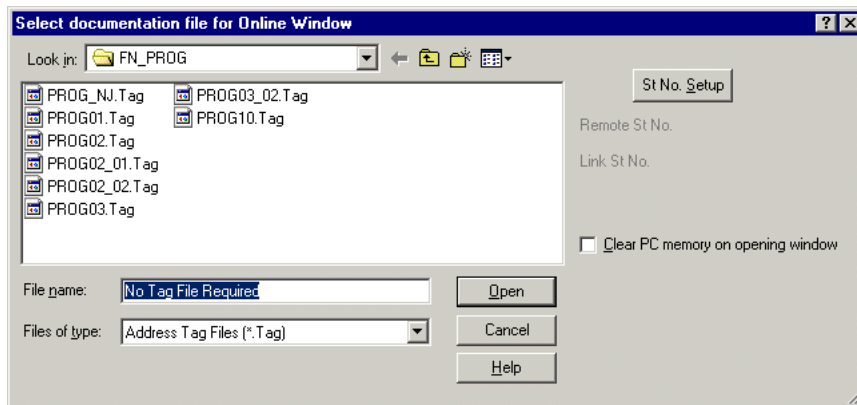 Select documentation file for Online Window
Look in: FN_PROG
PROG_NJ.Tag PROG03_02.Tag
PROG01.Tag PROG10.Tag
PROG02.Tag
PROG02_01.Tag
PROG02_02.Tag
PROG03.Tag
St No. Setup
Remote St No.
Link St No.
Clear PC memory on opening window
File name: No Tag File Required Open
Files of type: Address Tag Files (*.Tag) Cancel
Help